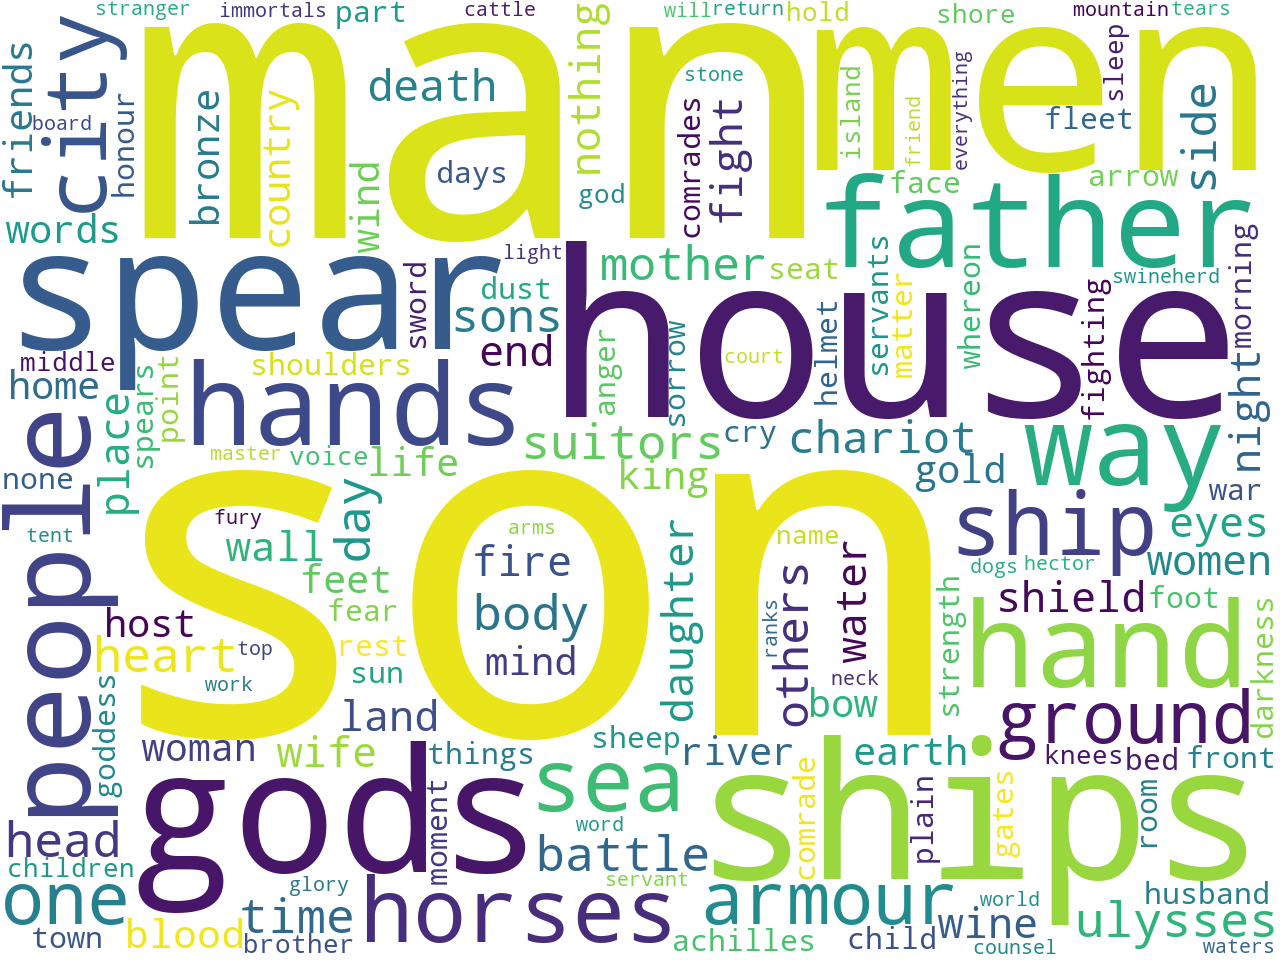 stranger
immortals
part
cattle
will
return
hold
shore
mountain
tears
man
men
friends
city
board
honour
bronze
country
death
wind
days
nothing
god
stone
comrades
fight
island
friend
everything
sleep
fleet
side
face
arrow
father
words
spear
light
sword
dust
sons
mother
seat
house
servants
matter
whereon
swineherd
fighting
morning
middle
home
shoulders
end
hands
anger
sorrow
court
helmet
people
place
spears
point
master
voice
life
suitors
king
cry
chariot
gold
way
night
war
none
tent
son
fury
wall
day
feet
fear
arms
fire
body
mind
name
others
water
ship
eyes
women
dogs
hector
shield
foot
host
heart
top
work
rest
sun
land
daughter
ranks
neck
bow
strength
hand
ground
darkness
goddess
woman
wife
things
sheep
river
earth
knees
bed
front
gods
sea
ships
head
children
moment
word
battle
comrade
plain
gates
room
one
glory
time
horses
servant
armour
wine
world
husband
ulysses
town
blood
brother
achilles
child
counsel
waters